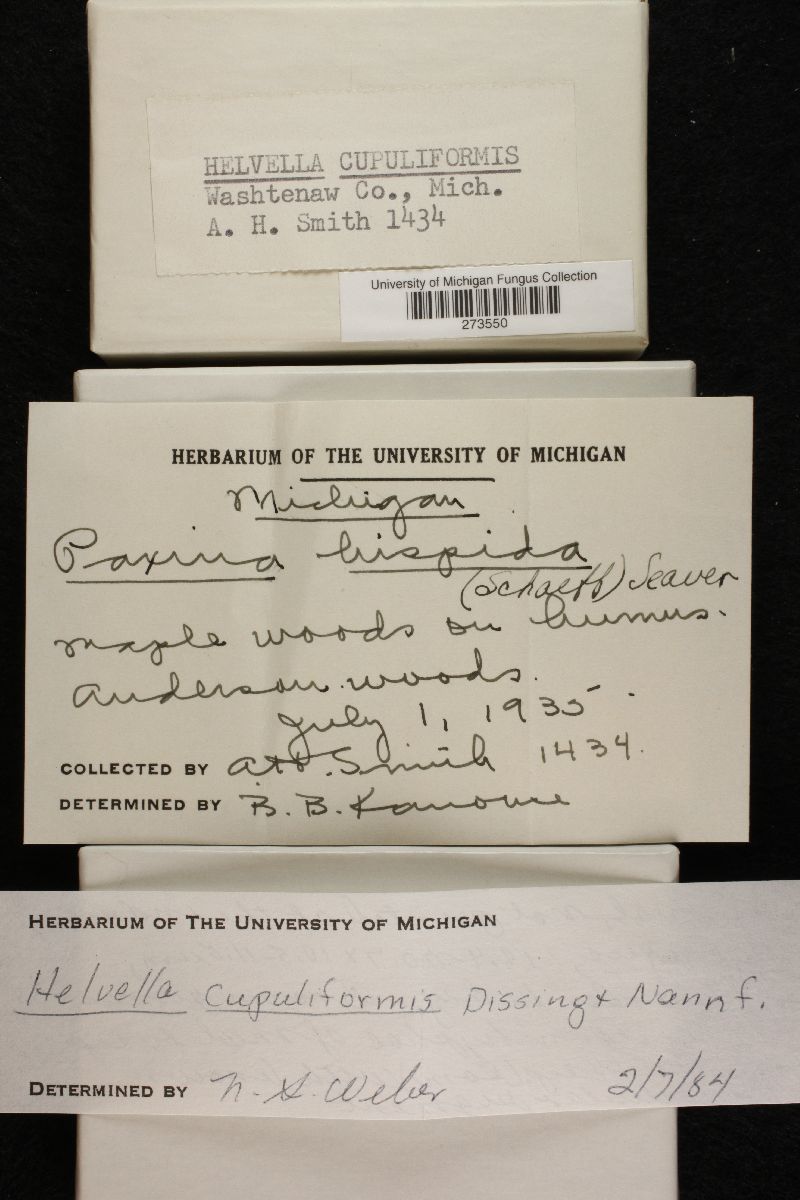 HELVELLA CUPULIFORMIS
Washtenaw Co., Mich.
A. H. Smith 1434
University of Michigan Fungus Collection
273550
HERBARIUM OF THE UNIVERSITY OF MICHIGAN
Michigan
Paxina hispida
(Schaeff) Seaver
maple woods on humus.
Anderson woods.
July 1, 1935.
COLLECTED BY A.H. Smith 1434.
DETERMINED BY B. B. Kanouse
HERBARIUM OF THE UNIVERSITY OF MICHIGAN
Helvella cupuliformis Dissing & Nannf.
DETERMINED BY N. S. Weber 2/7/84